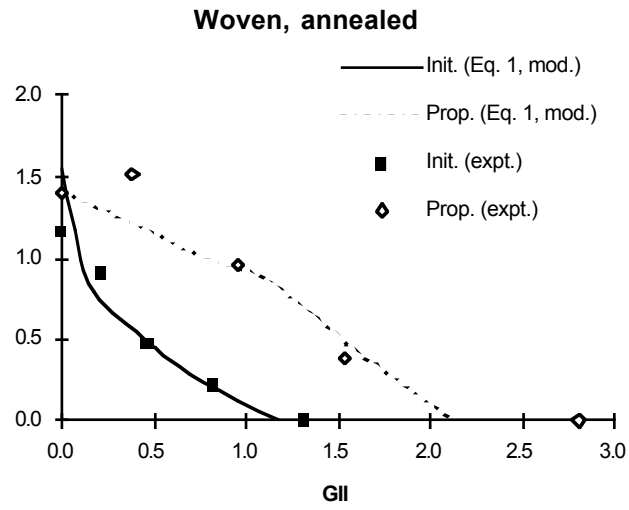 Woven, annealed
Init. (Eq. 1, mod.)
Prop. (Eq. 1, mod.)
Init. (expt.)
Prop. (expt.)
2.0
1.5
1.0
0.5
0.0
0.0 0.5 1.0 1.5 2.0 2.5 3.0
GII